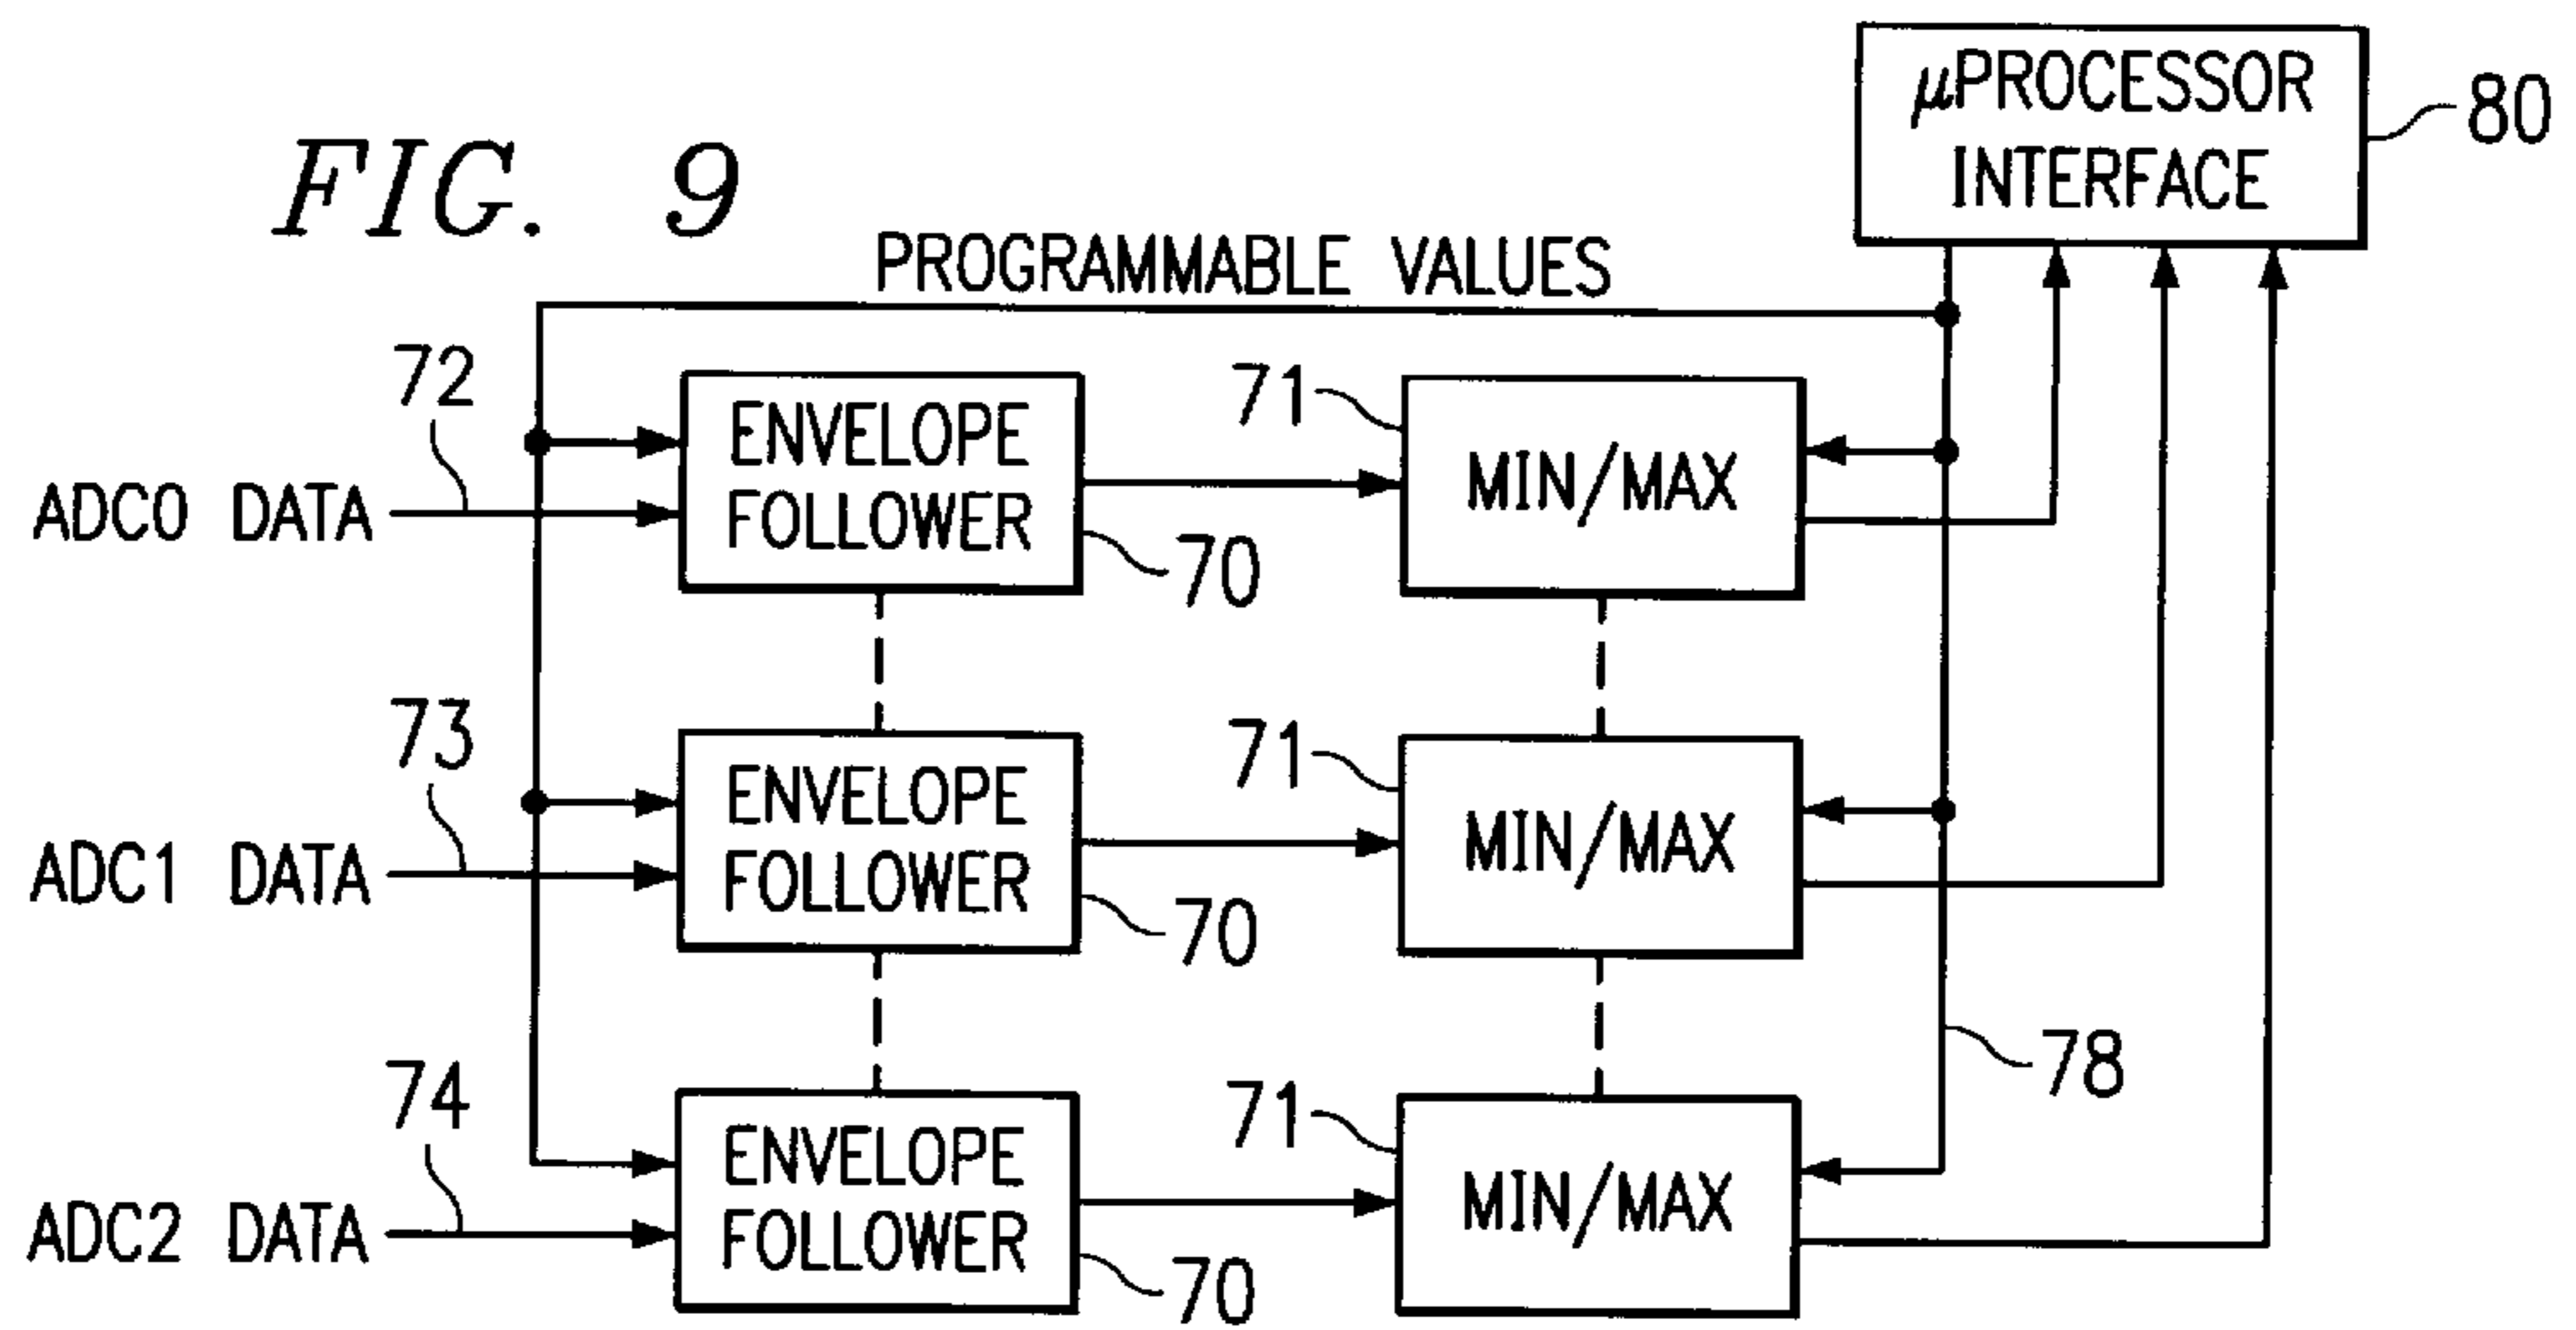 FIG. 9
μPROCESSOR
INTERFACE
80
PROGRAMMABLE VALUES
72
ADC0 DATA
ENVELOPE
FOLLOWER
70
71
MIN/MAX
73
ADC1 DATA
ENVELOPE
FOLLOWER
70
71
MIN/MAX
78
74
ADC2 DATA
ENVELOPE
FOLLOWER
70
71
MIN/MAX